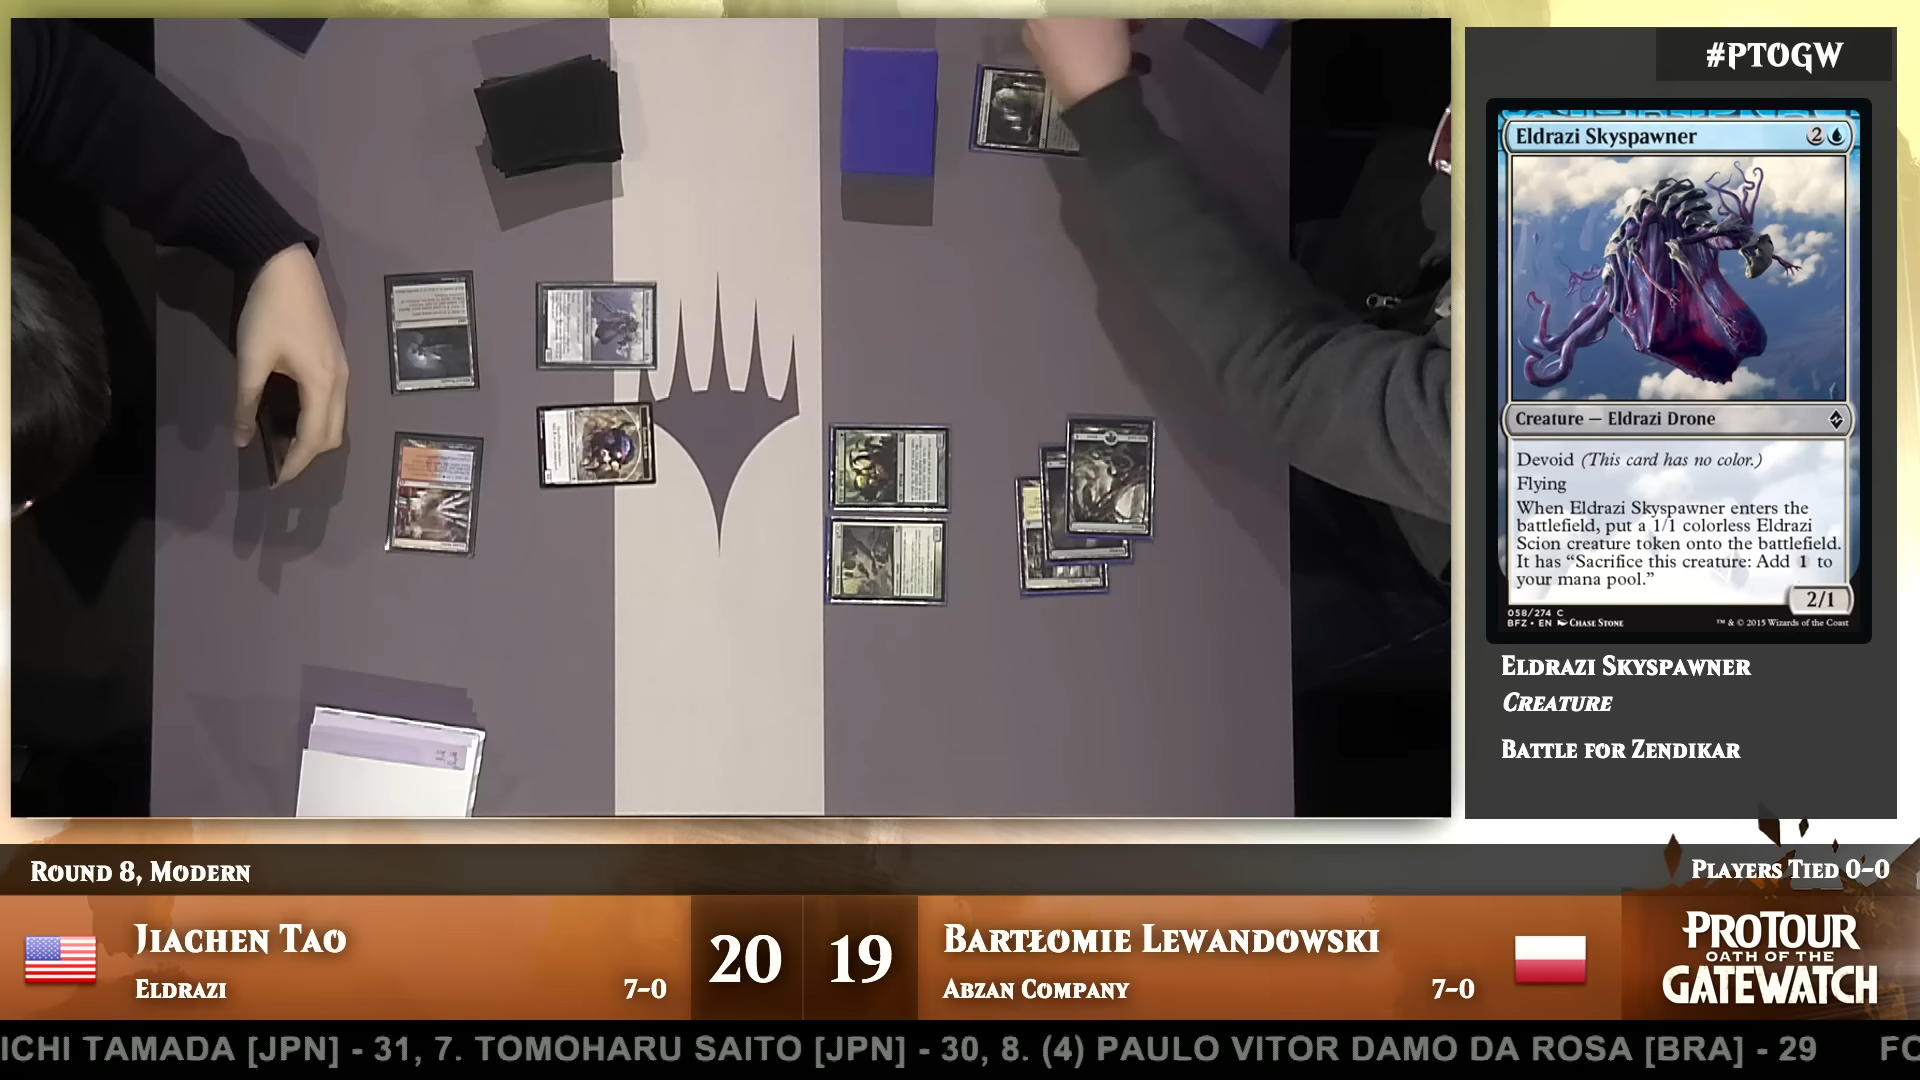 #PTOGW
Eldrazi Skyspawner 2
Creature — Eldrazi Drone
Devoid (This card has no color.)
Flying
When Eldrazi Skyspawner enters the
battlefield, put a 1/1 colorless Eldrazi
Scion creature token onto the battlefield.
It has “Sacrifice this creature: Add 1 to
your mana pool.”
2/1
058/274 C
BFZ • EN Chase Stone
™ & © 2015 Wizards of the Coast
Eldrazi Skyspawner
Creature
Battle for Zendikar
Round 8, Modern
Players Tied 0-0
Jiachen Tao
Eldrazi
7-0
20
19
Bartłomie Lewandowski
Abzan Company
7-0
ProTour
Oath of the
Gatewatch
ICHI TAMADA [JPN] - 31, 7. TOMOHARU SAITO [JPN] - 30, 8. (4) PAULO VITOR DAMO DA ROSA [BRA] - 29 FO